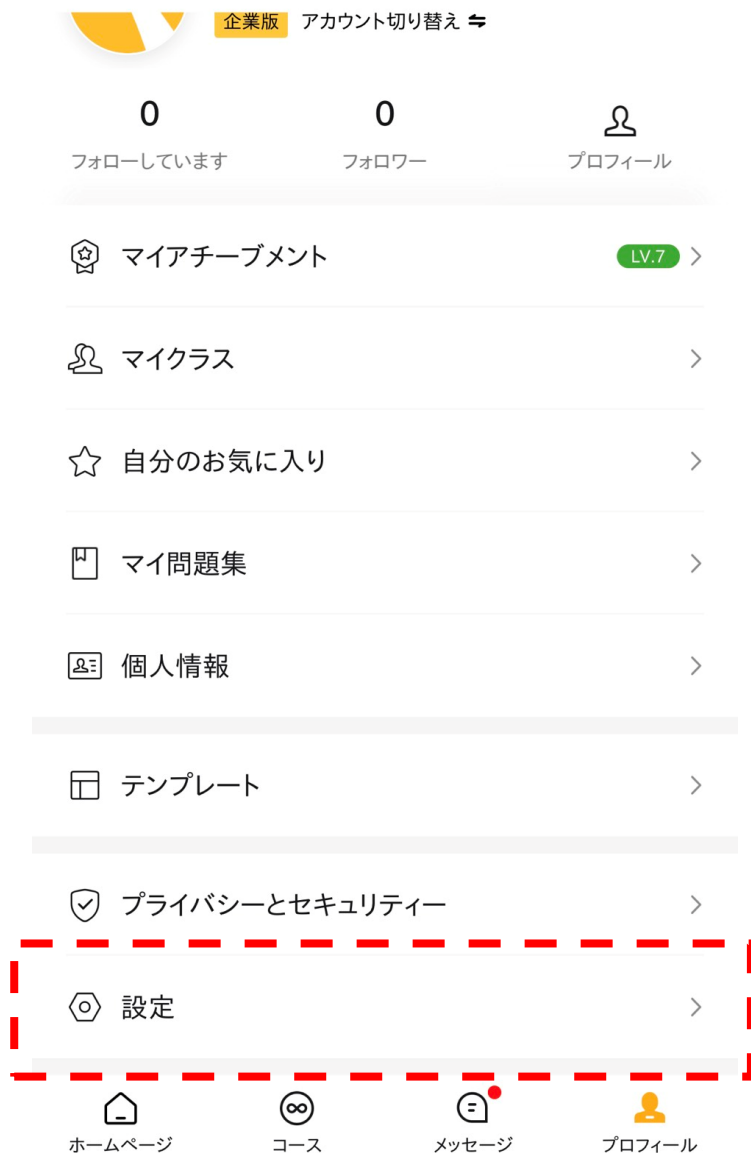 企業版 アカウント切り替え
0 0
フォローしています フォロワー プロフィール
マイアチーブメント LV.7
マイクラス
自分のお気に入り
マイ問題集
個人情報
テンプレート
プライバシーとセキュリティー
設定
ホームページ コース メッセージ プロフィール